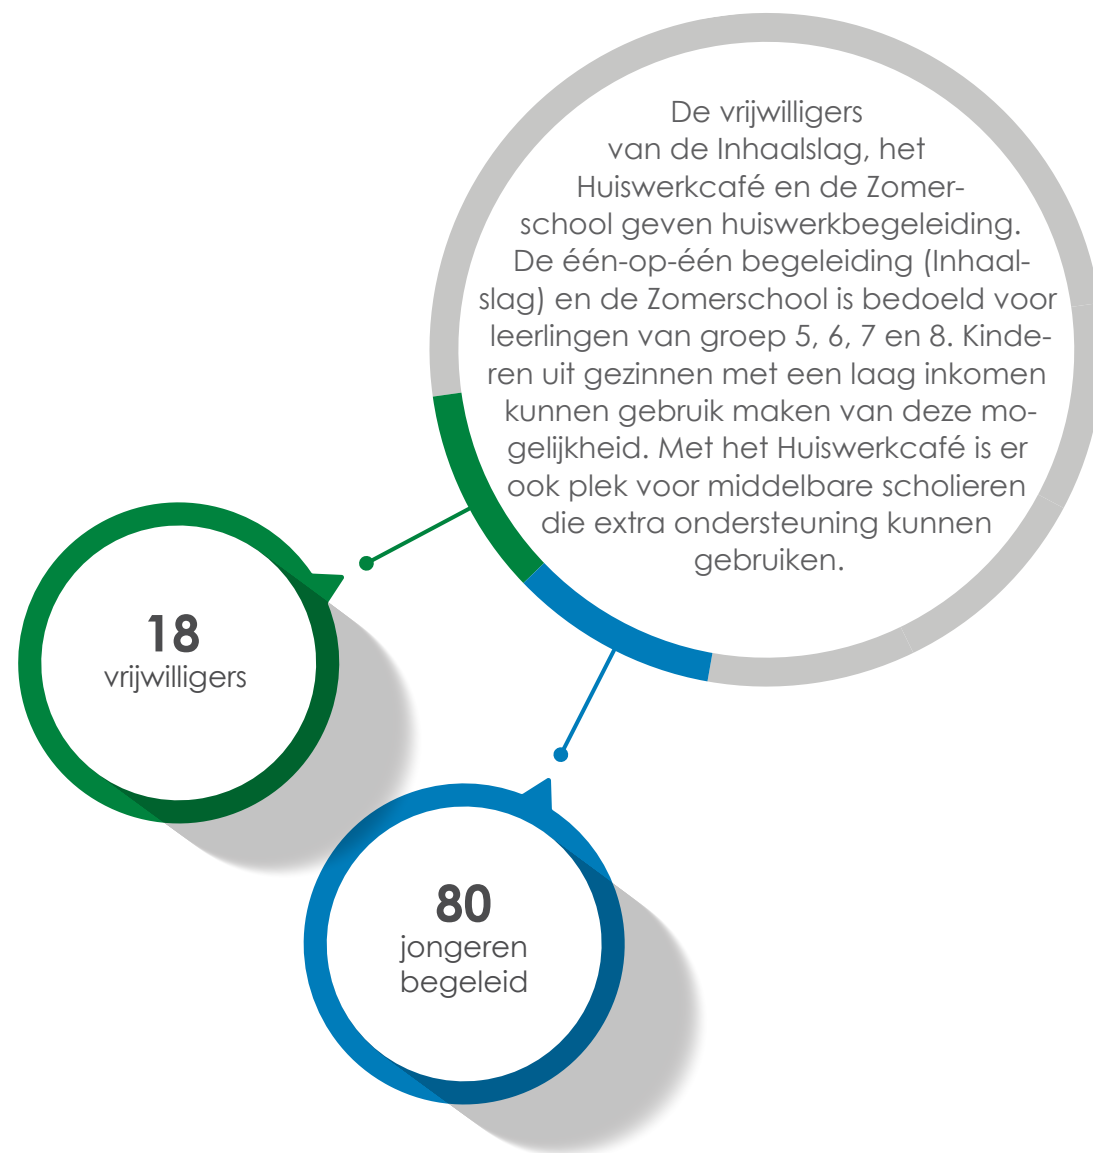 De vrijwilligers
van de Inhaalslag, het
Huiswerkcafé en de Zomer-
school geven huiswerkbegeleiding.
De één-op-één begeleiding (Inhaal-
slag) en de Zomerschool is bedoeld voor
leerlingen van groep 5, 6, 7 en 8. Kinde-
ren uit gezinnen met een laag inkomen
kunnen gebruik maken van deze mo-
gelijkheid. Met het Huiswerkcafé is er
ook plek voor middelbare scholieren
die extra ondersteuning kunnen
gebruiken.
18
vrijwilligers
80
jongeren
begeleid